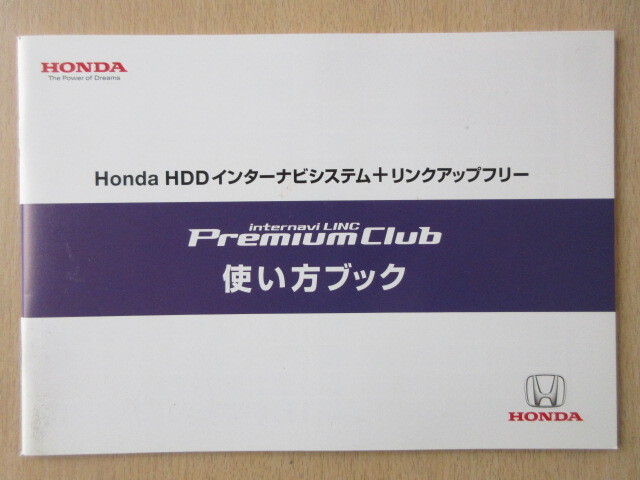 HONDA
The Power of Dreams
Honda HDDインターナビシステム＋リンクアップフリー
internavi LINC
Premium Club
使い方ブック
HONDA